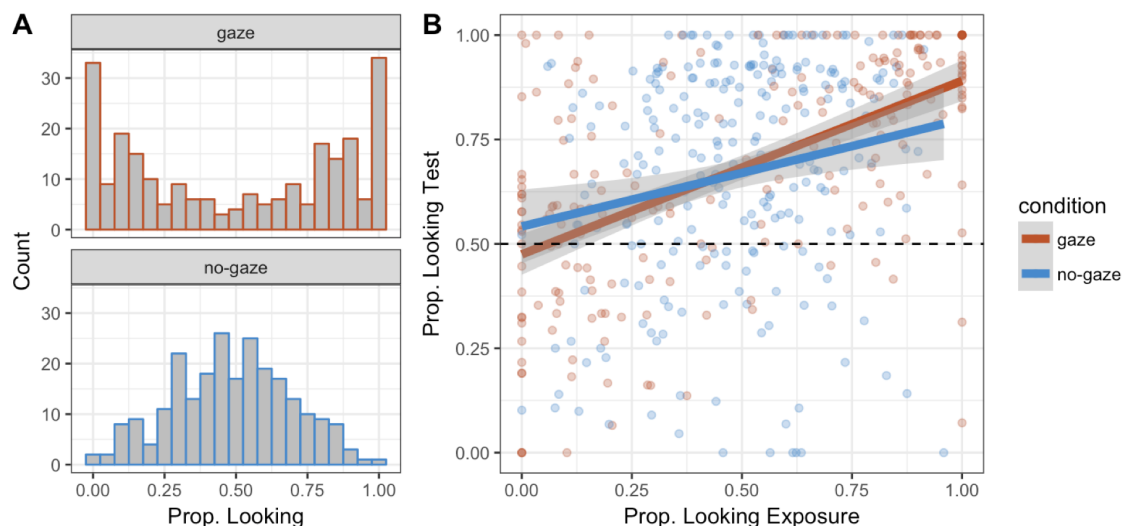 A
gaze
30
20
10
0
no-gaze
30
20
10
0
Count
0.00 0.25 0.50 0.75 1.00
Prop. Looking
B
1.00
0.75
0.50
0.25
0.00
Prop. Looking Test
0.00 0.25 0.50 0.75 1.00
Prop. Looking Exposure
condition
gaze
no-gaze